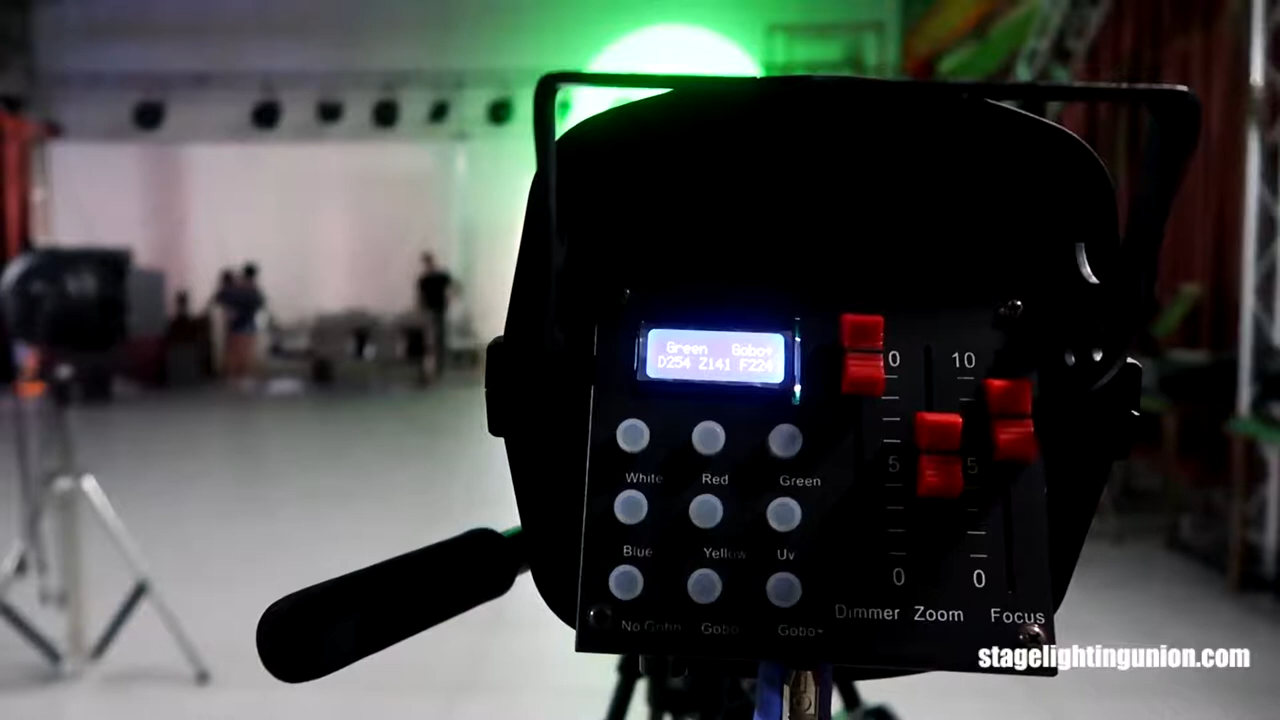 Green Gobo+
D254 Z141 F224
0 10
5 5
0 0
White Red Green
Blue Yellow Uv
No Gobo Gobo Gobo+
Dimmer Zoom Focus
stagelightingunion.com